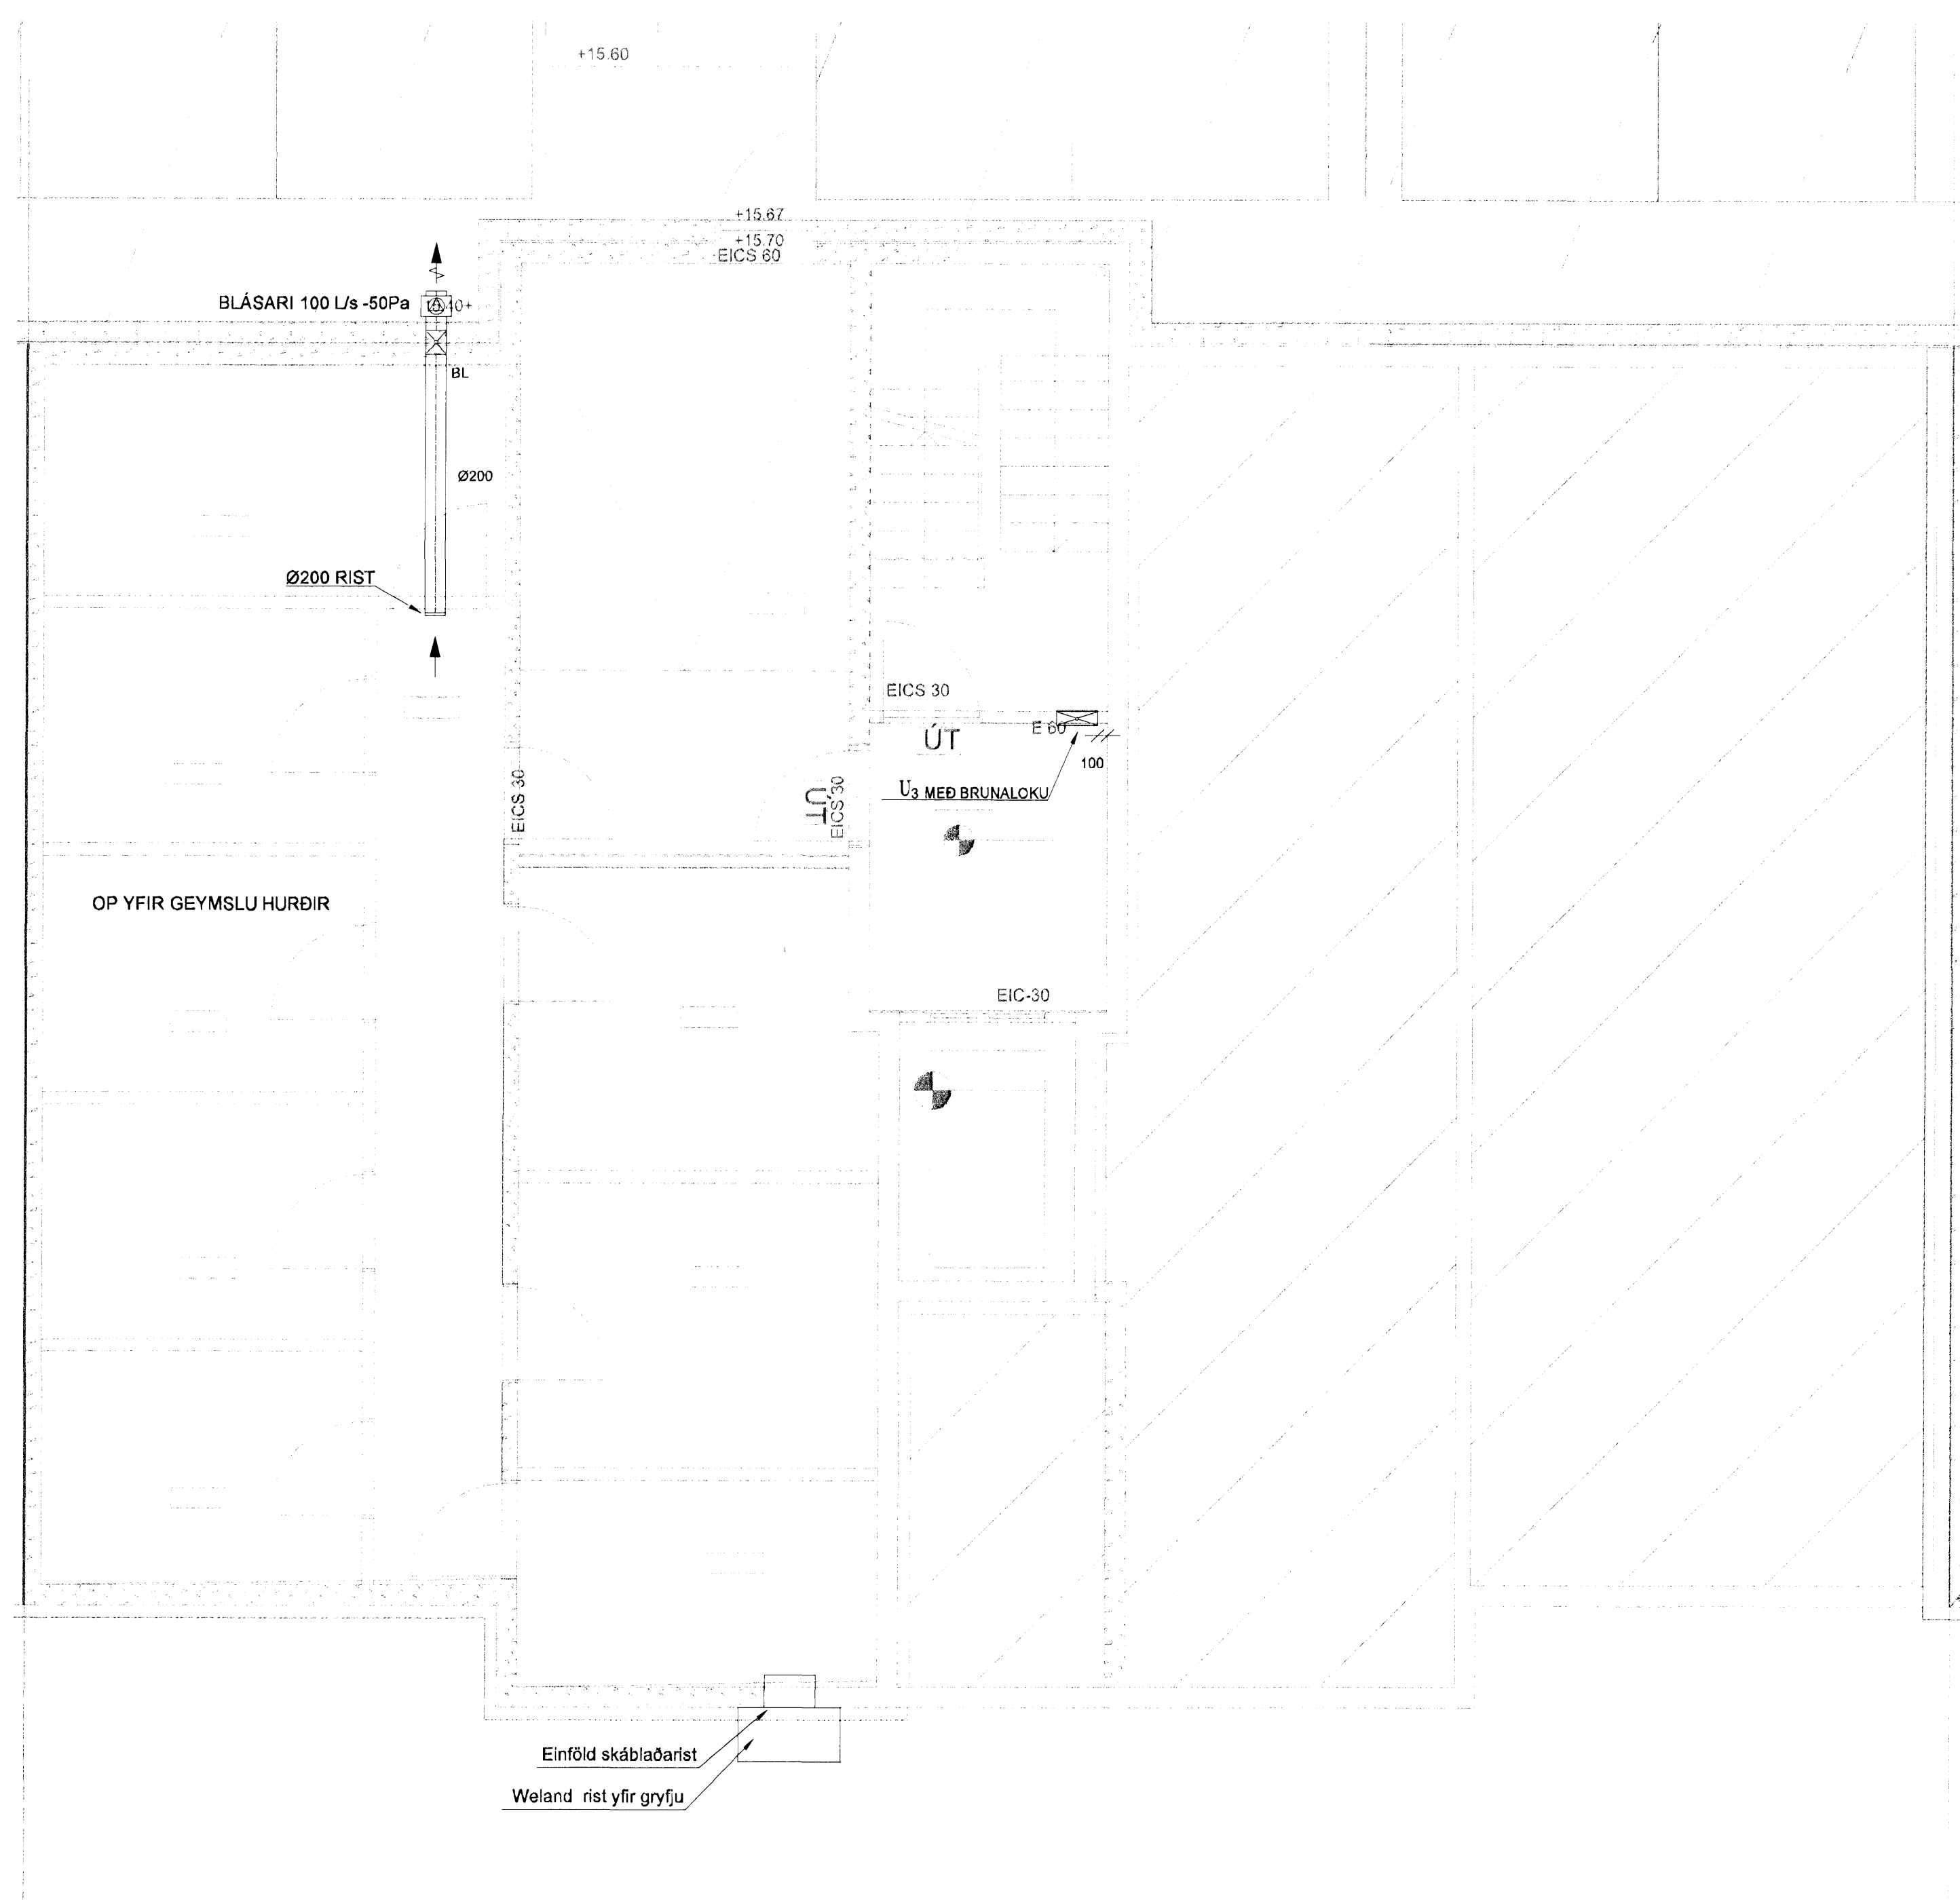 +15.60
+15.67
+15.70
EICS 60
BLÁSARI 100 L/s -50Pa
BL
Ø200
Ø200 RIST
EICS 30
E 60
ÚT
100
U3 MEÐ BRUNALOKU
EICS 30
ÚT
EICS 30
OP YFIR GEYMSLU HURÐIR
EIC-30
Einföld skáblaðarist
Weland rist yfir gryfju